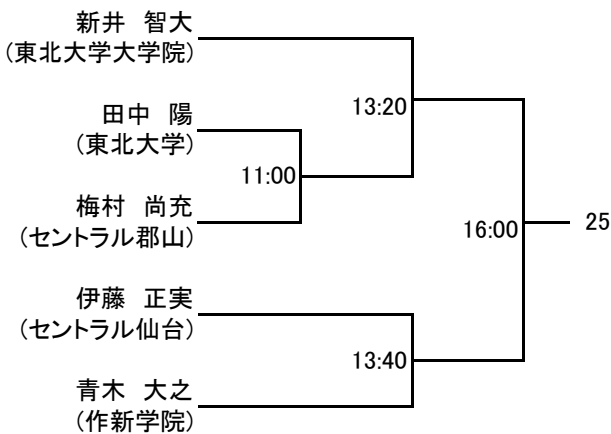 新井　智大
(東北大学大学院)
13:20
田中　陽
(東北大学)
11:00
梅村　尚充
(セントラル郡山)
16:00
25
伊藤　正実
(セントラル仙台)
13:40
青木　大之
(作新学院)